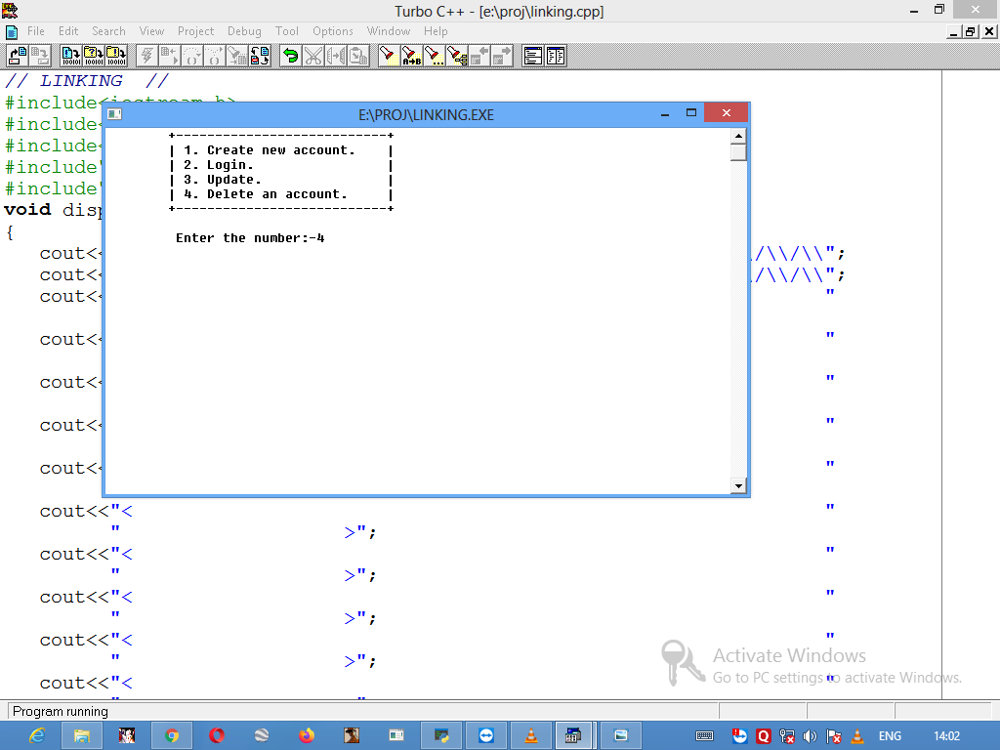 Turbo C++ - [e:\proj\linking.cpp]
File Edit Search View Project Debug Tool Options Window Help
// LINKING //
#include<iostream.h>
#include<
#include<
#include"
#include"
void disp
{
cout<< /\\/\\";
cout<< /\\/\\";
cout<< "
cout<< "
cout<< "
cout<< "
cout<< "
cout<<"< "
" >";
cout<<"< "
" >";
cout<<"< "
" >";
cout<<"< "
" >";
cout<<"< "
E:\PROJ\LINKING.EXE
+----------------------------+
| 1. Create new account. |
| 2. Login. |
| 3. Update. |
| 4. Delete an account. |
+----------------------------+
Enter the number:-4
Activate Windows
Go to PC settings to activate Windows.
Program running
ENG 14:02